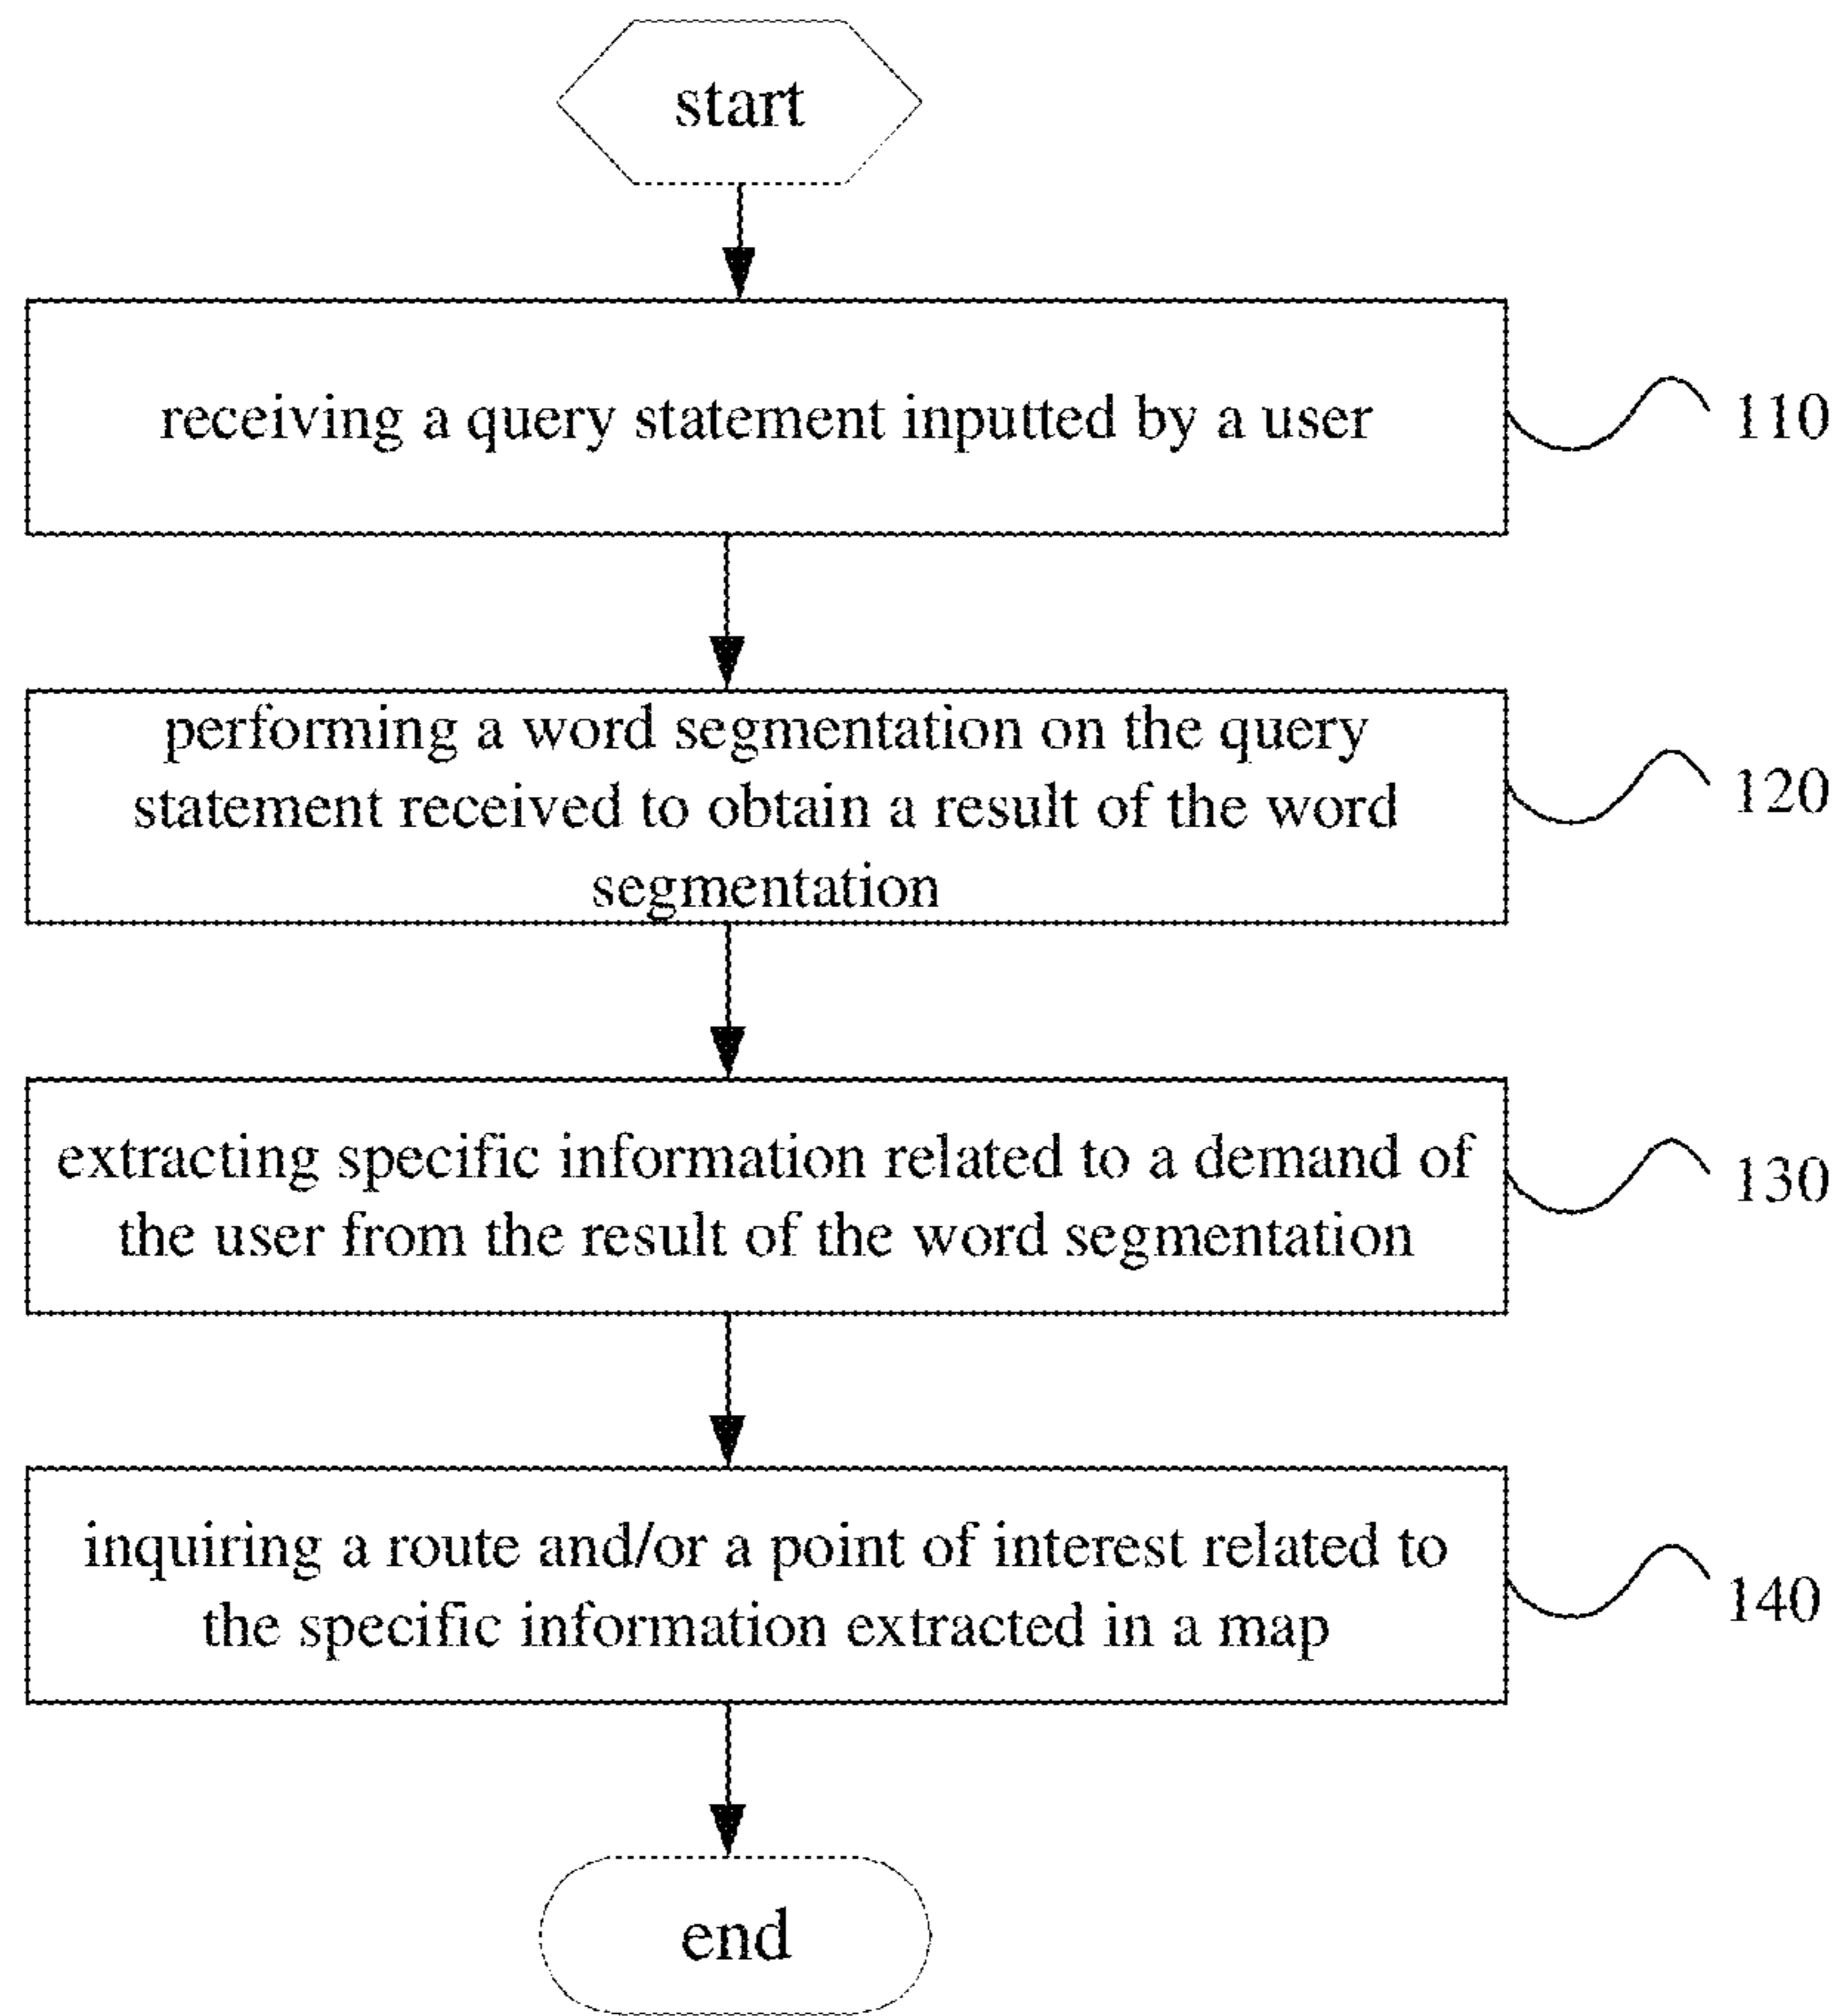 start
receiving a query statement inputted by a user
110
performing a word segmentation on the query
statement received to obtain a result of the word
segmentation
120
extracting specific information related to a demand of
the user from the result of the word segmentation
130
inquiring a route and/or a point of interest related to
the specific information extracted in a map
140
end